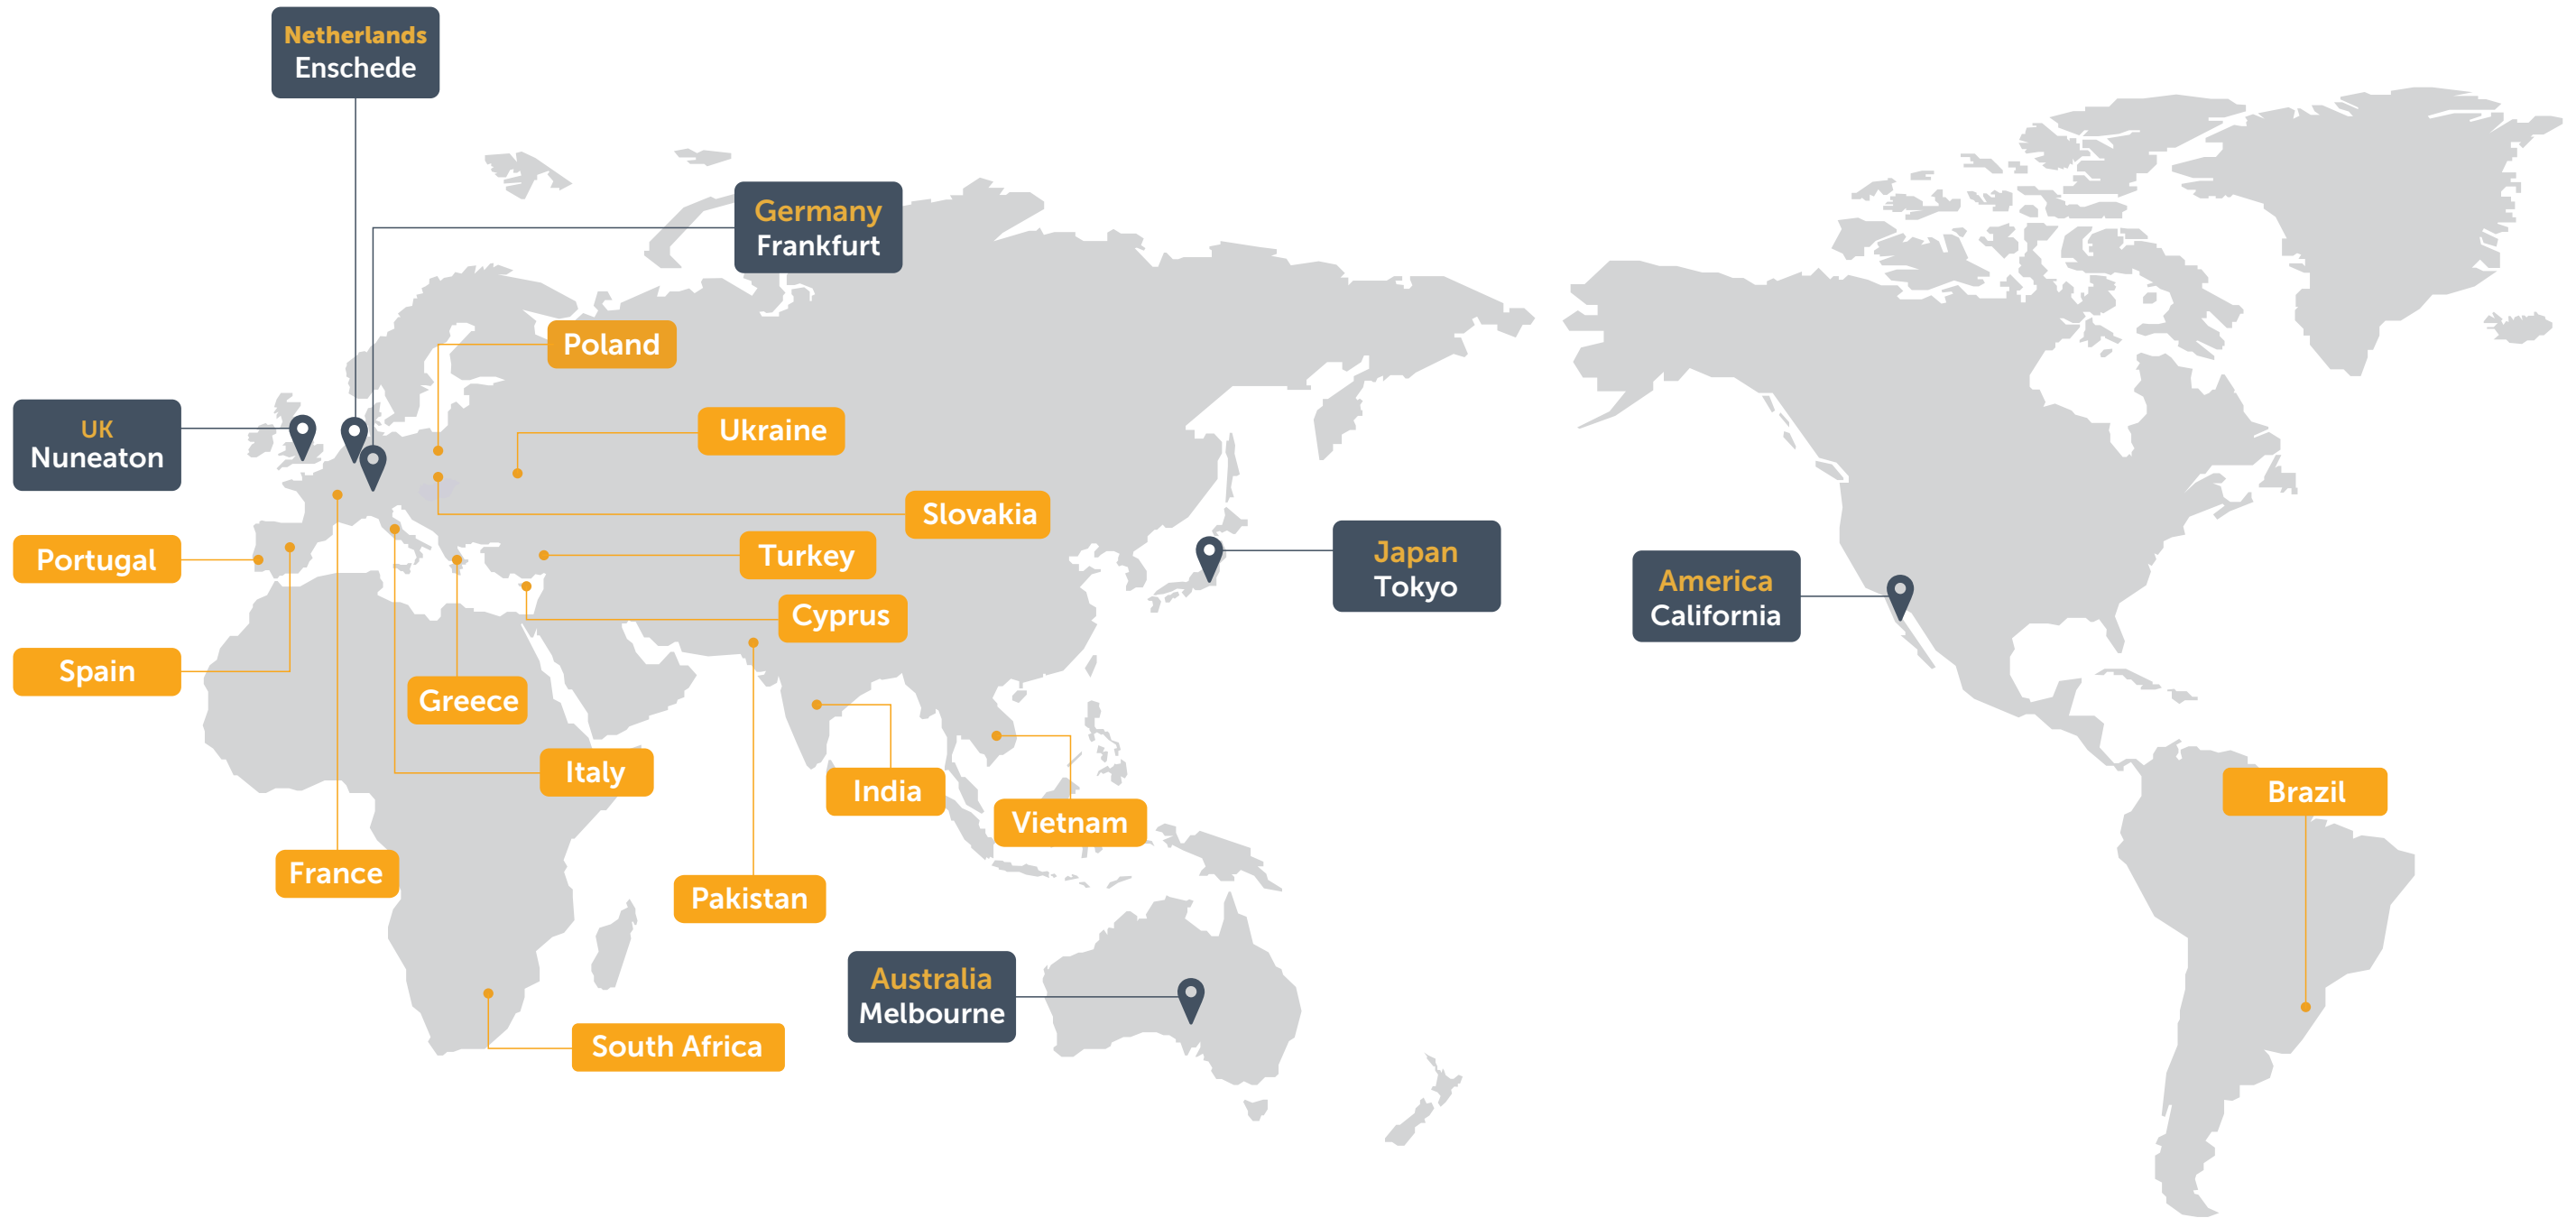 Netherlands
Enschede
Germany
Frankfurt
Poland
UK
Nuneaton
Ukraine
Slovakia
Portugal
Turkey
Japan
Tokyo
America
California
Cyprus
Spain
Greece
Italy
India
Vietnam
Brazil
France
Pakistan
Australia
Melbourne
South Africa